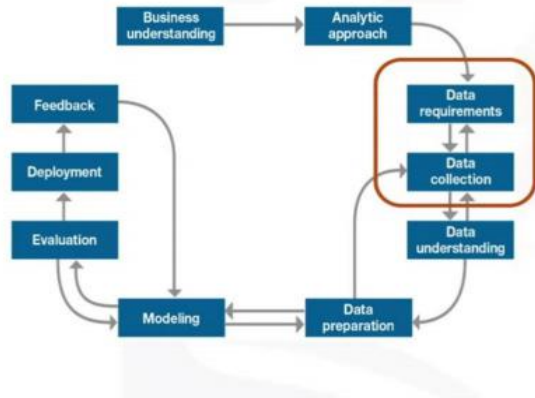 Business
understanding
Analytic
approach
Feedback
Data
requirements
Deployment
Data
collection
Evaluation
Data
understanding
Modeling
Data
preparation